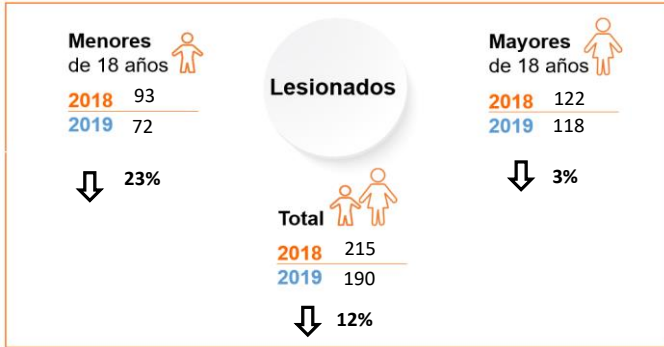 Menores
de 18 años
2018 93
2019 72
23%
Lesionados
Mayores
de 18 años
2018 122
2019 118
3%
Total
2018 215
2019 190
12%